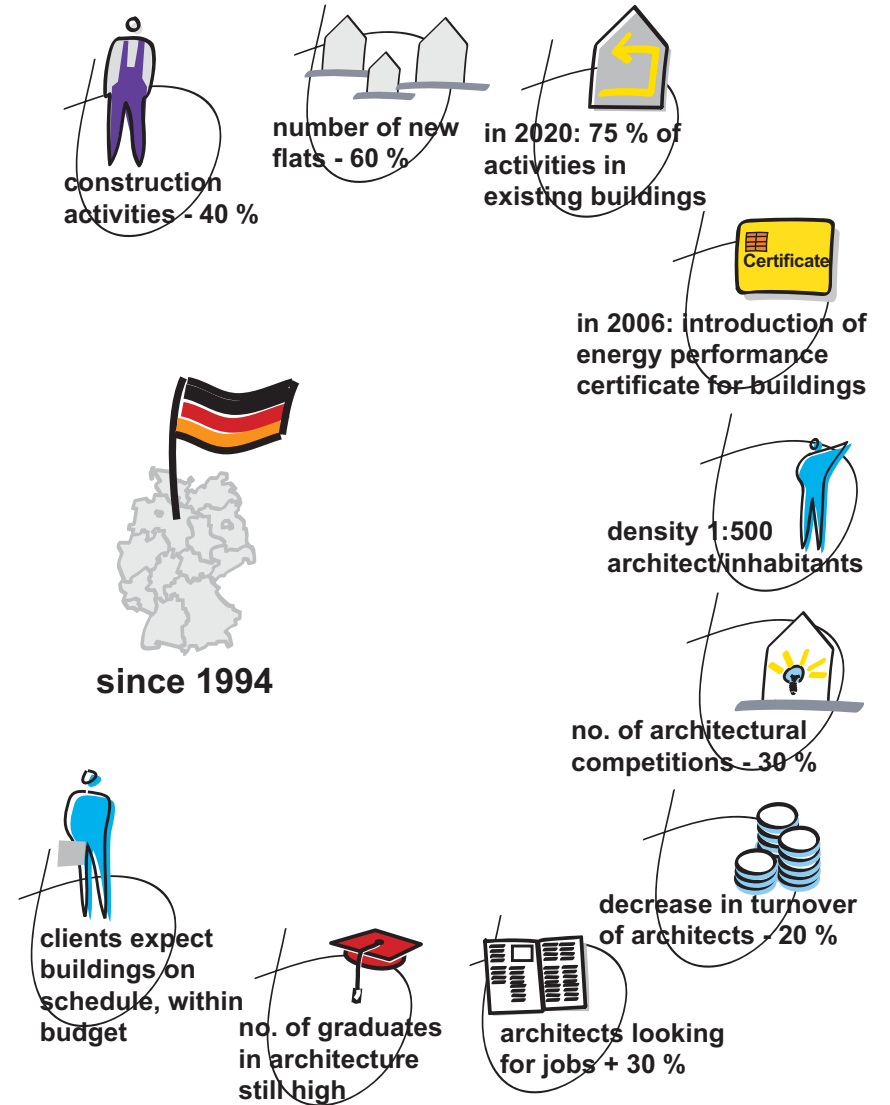 construction
activities - 40 %
number of new
flats - 60 %
in 2020: 75 % of
activities in
existing buildings
Certificate
in 2006: introduction of
energy performance
certificate for buildings
density 1:500
architect/inhabitants
since 1994
no. of architectural
competitions - 30 %
decrease in turnover
of architects - 20 %
architects looking
for jobs + 30 %
no. of graduates
in architecture
still high
clients expect
buildings on
schedule, within
budget